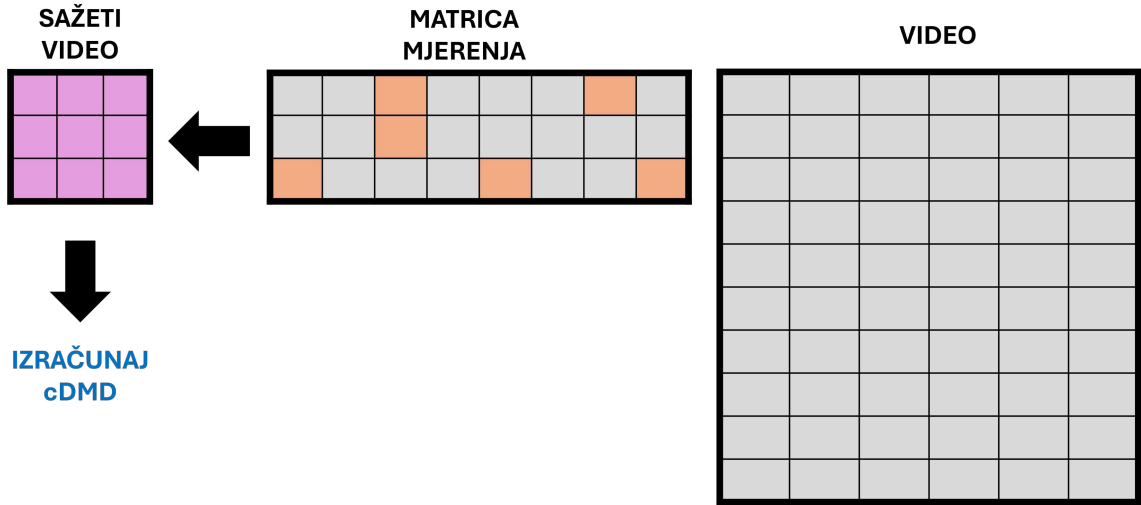 SAŽETI
VIDEO
MATRICA
MJERENJA
VIDEO
IZRAČUNAJ
cDMD